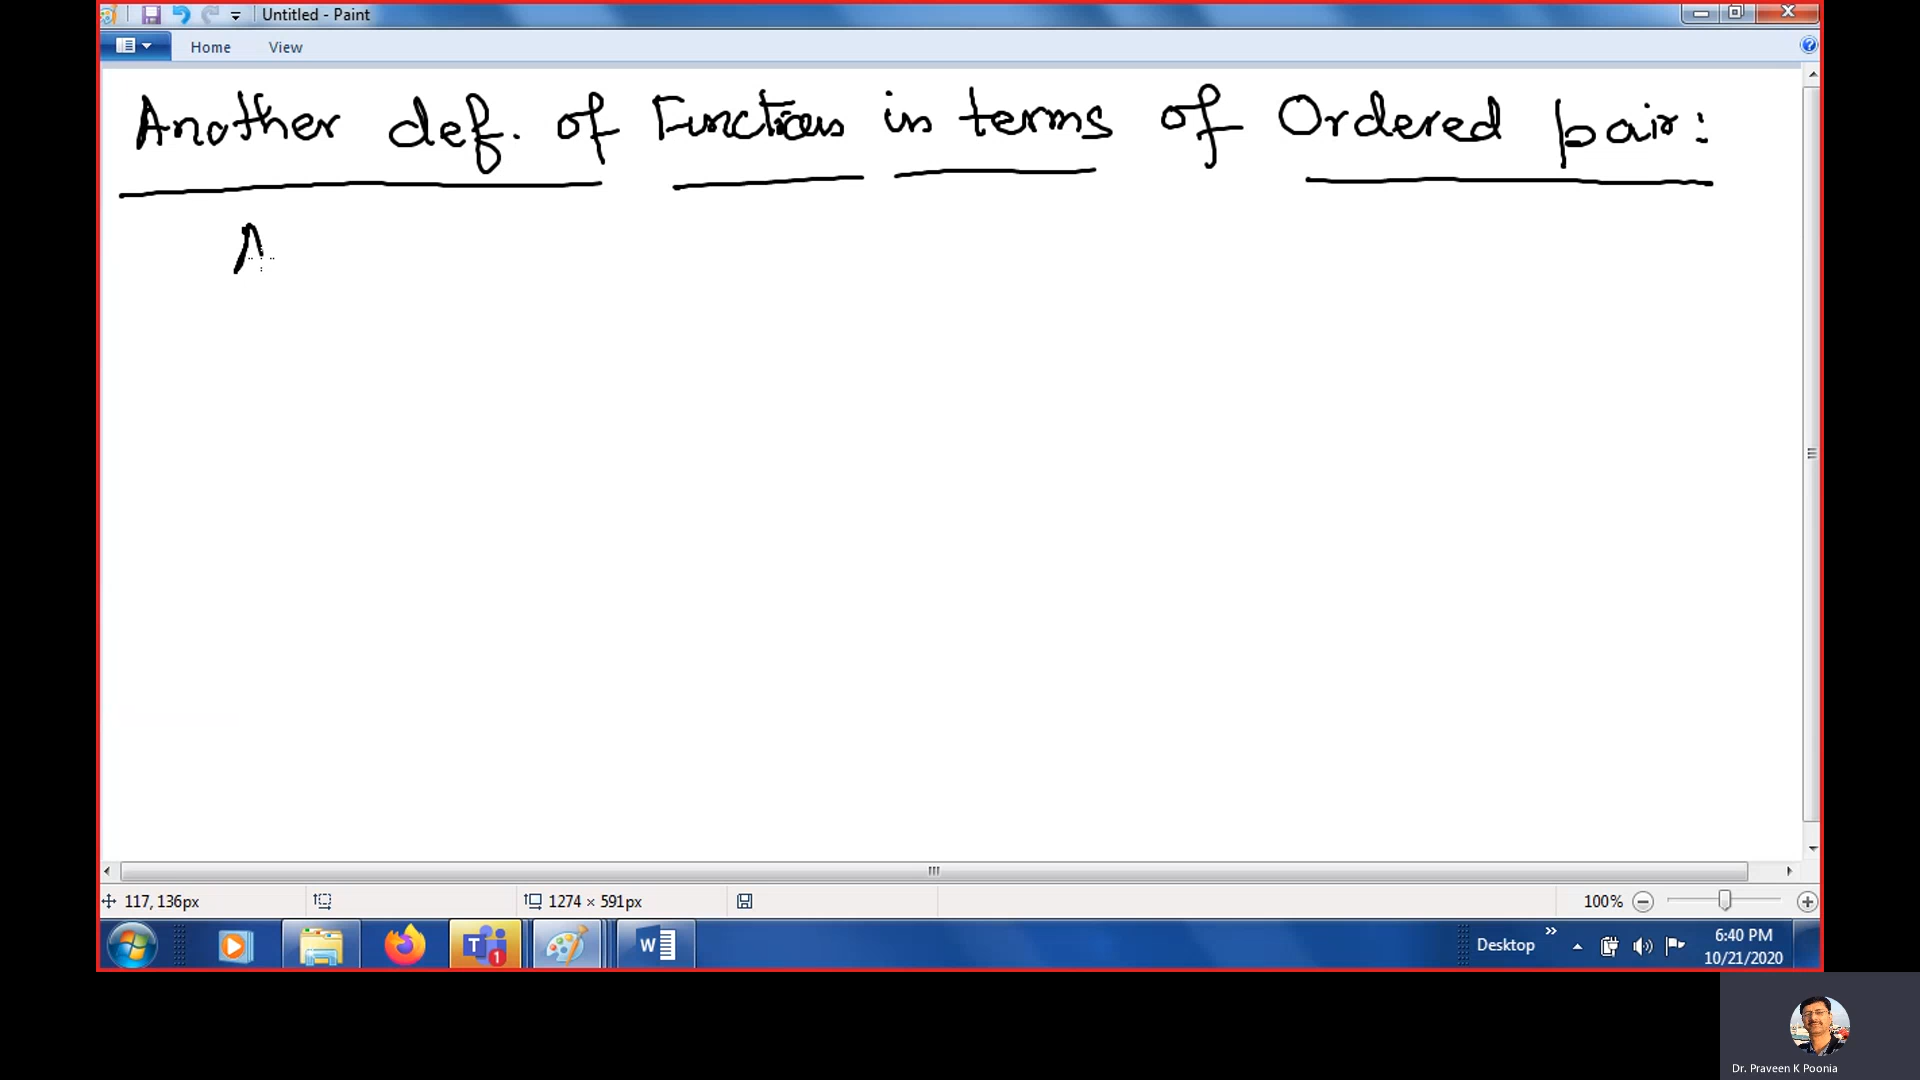 Untitled - Paint
Home View
Another def. of Function in terms of Ordered pair:
A
117, 136px 1274 × 591px 100%
Desktop 6:40 PM
10/21/2020
Dr. Praveen K Poonia